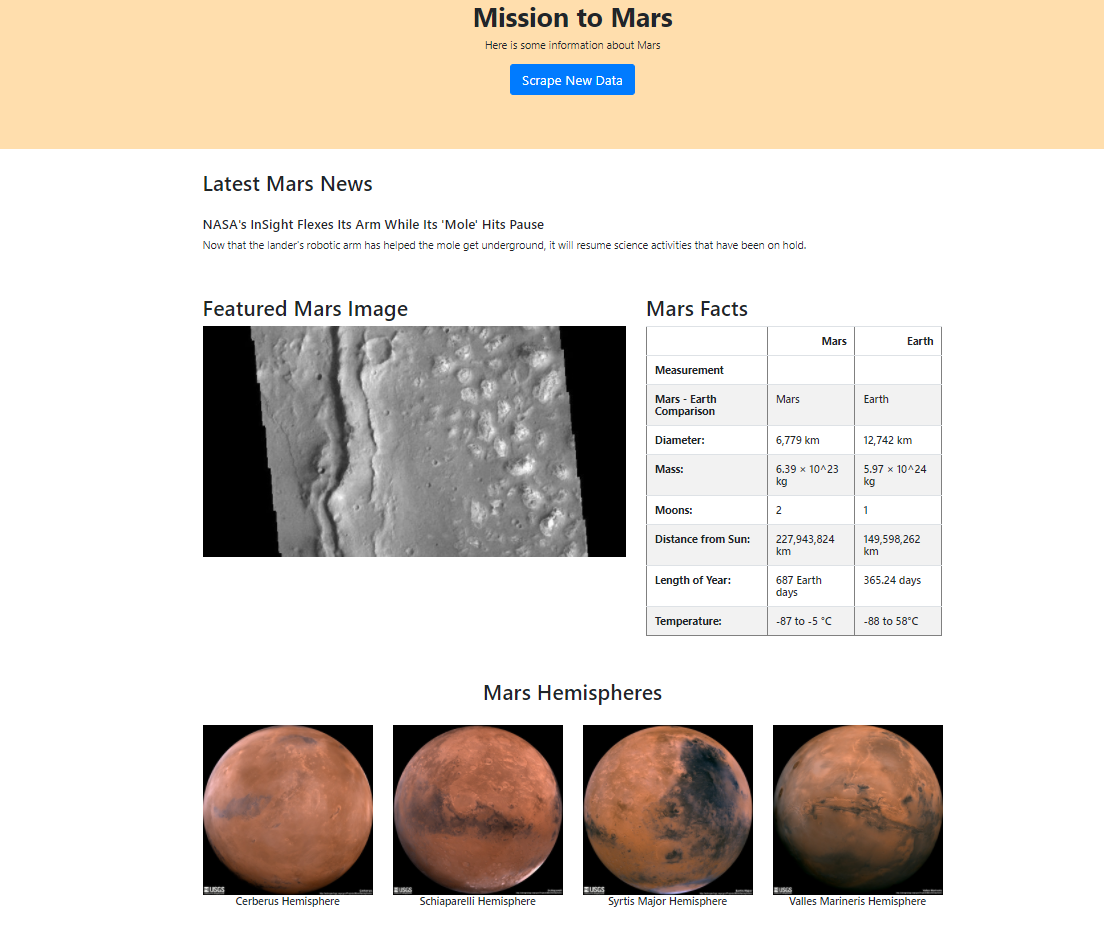 Mission to Mars
Here is some information about Mars
Scrape New Data
Latest Mars News
NASA's InSight Flexes Its Arm While Its 'Mole' Hits Pause
Now that the lander's robotic arm has helped the mole get underground, it will resume science activities that have been on hold.
Featured Mars Image
Mars Facts
Mars Earth
Measurement
Mars - Earth Comparison Mars Earth
Diameter: 6,779 km 12,742 km
Mass: 6.39 × 10^23 kg 5.97 × 10^24 kg
Moons: 2 1
Distance from Sun: 227,943,824 km 149,598,262 km
Length of Year: 687 Earth days 365.24 days
Temperature: -87 to -5 °C -88 to 58°C
Mars Hemispheres
USGS USGS USGS USGS
Cerberus Hemisphere Schiaparelli Hemisphere Syrtis Major Hemisphere Valles Marineris Hemisphere